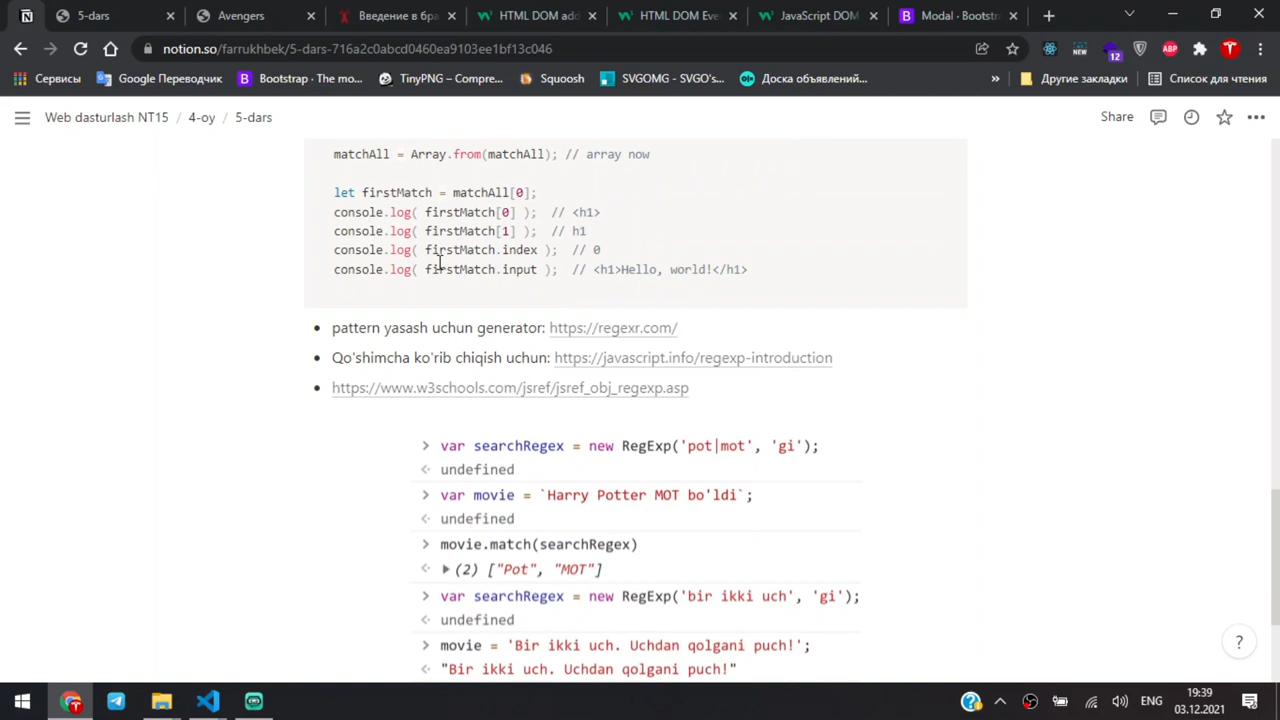 5-dars
Avengers
Введение в бра
HTML DOM add
HTML DOM Eve
JavaScript DOM
Modal · Bootstr
notion.so/farrukhbek/5-dars-716a2c0abcd0460ea9103ee1bf13c046
NEW
12
ABP
T
Сервисы
Google Переводчик
Bootstrap · The mo...
TinyPNG – Compre...
Squoosh
SVGOMG - SVGO's...
Доска объявлений...
»
Другие закладки
Список для чтения
Web dasturlash NT15 / 4-oy / 5-dars
Share
matchAll = Array.from(matchAll); // array now
let firstMatch = matchAll[0];
console.log( firstMatch[0] );  // <h1>
console.log( firstMatch[1] );  // h1
console.log( firstMatch.index );  // 0
console.log( firstMatch.input );  // <h1>Hello, world!</h1>
• pattern yasash uchun generator: https://regexr.com/
• Qo'shimcha ko'rib chiqish uchun: https://javascript.info/regexp-introduction
• https://www.w3schools.com/jsref/jsref_obj_regexp.asp
> var searchRegex = new RegExp('pot|mot', 'gi');
undefined
> var movie = `Harry Potter MOT bo'ldi`;
undefined
> movie.match(searchRegex)
(2) ["Pot", "MOT"]
> var searchRegex = new RegExp('bir ikki uch', 'gi');
undefined
> movie = 'Bir ikki uch. Uchdan qolgani puch!';
"Bir ikki uch. Uchdan qolgani puch!"
?
ENG
19:39
03.12.2021